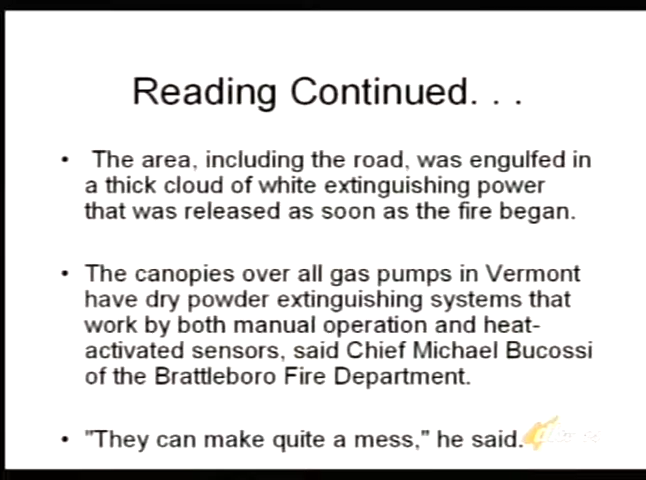 Reading Continued. . .
• The area, including the road, was engulfed in
a thick cloud of white extinguishing power
that was released as soon as the fire began.
• The canopies over all gas pumps in Vermont
have dry powder extinguishing systems that
work by both manual operation and heat-
activated sensors, said Chief Michael Bucossi
of the Brattleboro Fire Department.
• "They can make quite a mess," he said.